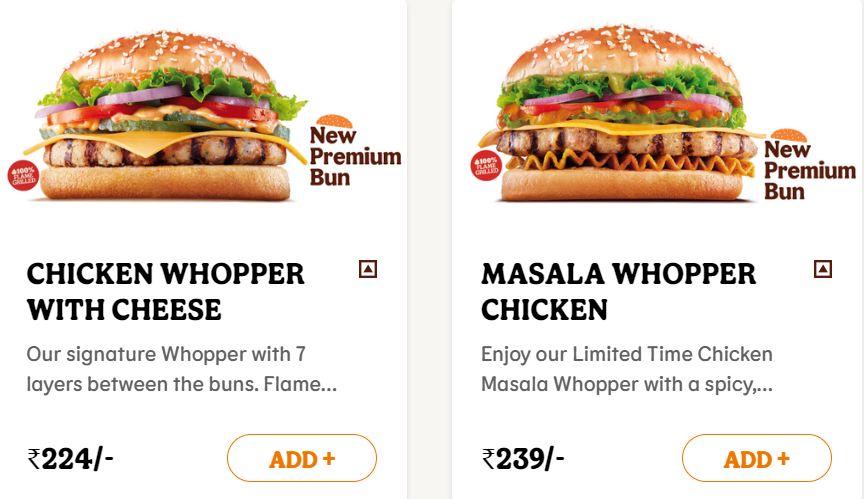 New
Premium
Bun
100%
FLAME
GRILLED
CHICKEN WHOPPER
WITH CHEESE
Our signature Whopper with 7
layers between the buns. Flame...
₹224/-
ADD +
New
Premium
Bun
100%
FLAME
GRILLED
MASALA WHOPPER
CHICKEN
Enjoy our Limited Time Chicken
Masala Whopper with a spicy,...
₹239/-
ADD +